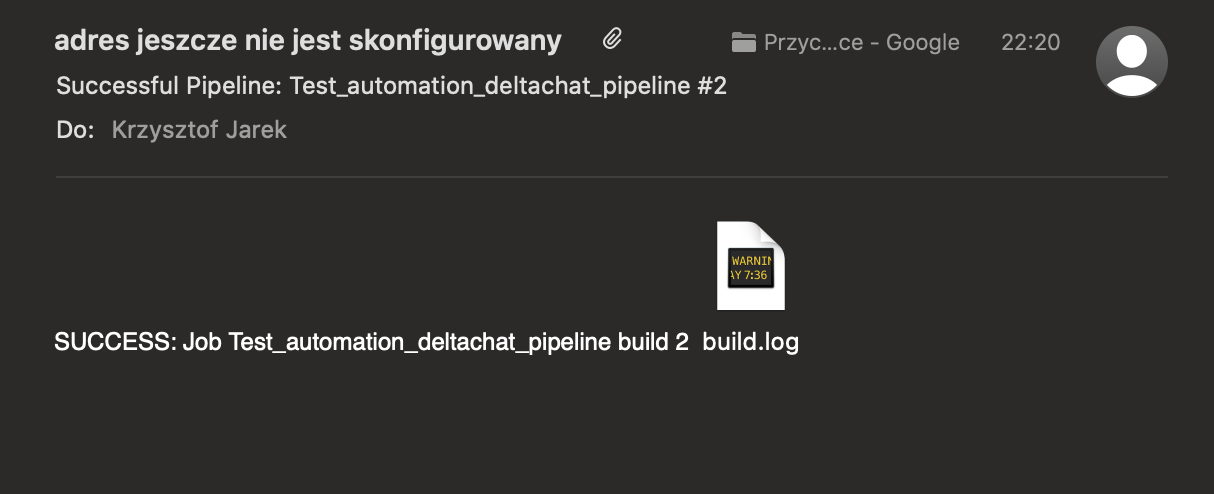 adres jeszcze nie jest skonfigurowany
Przyc...ce - Google
22:20
Successful Pipeline: Test_automation_deltachat_pipeline #2
Do: Krzysztof Jarek
WARNIN
AY 7:36
SUCCESS: Job Test_automation_deltachat_pipeline build 2 build.log